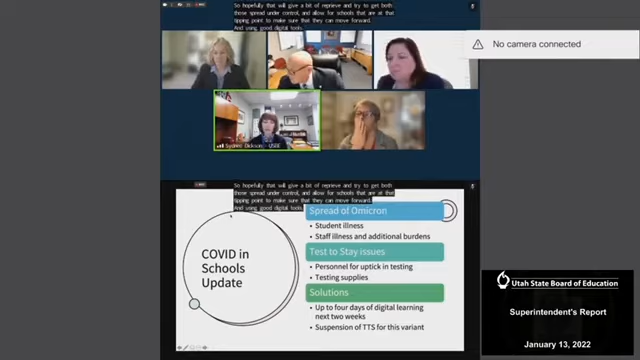 So hopefully that will give a bit of reprieve and try to get both
those spread under control, and allow for schools that are at that
tipping point to make sure that they can move forward.
And using good digital tools.
No camera connected
Sydnee Dickson - USBE
So hopefully that will give a bit of reprieve and try to get both
those spread under control, and allow for schools that are at that
tipping point to make sure that they can move forward.
And using good digital tools.
COVID in
Schools
Update
Spread of Omicron
• Student illness
• Staff illness and additional burdens
Test to Stay issues
• Personnel for uptick in testing
• Testing supplies
Solutions
• Up to four days of digital learning
next two weeks
• Suspension of TTS for this variant
Utah State Board of Education
Superintendent's Report
January 13, 2022